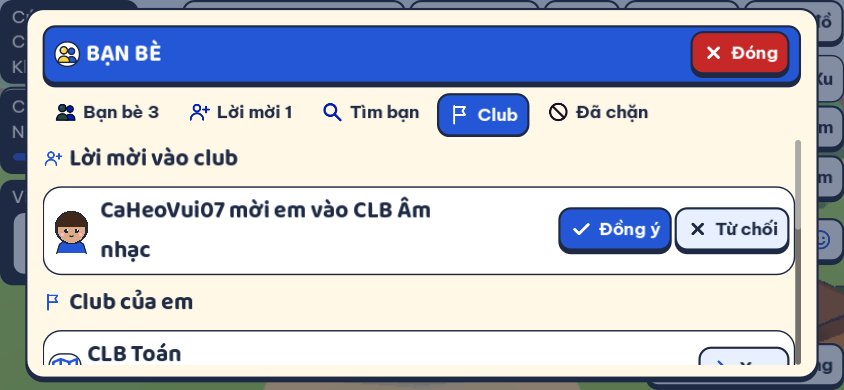 BẠN BÈ
Đóng
Bạn bè 3
Lời mời 1
Tìm bạn
Club
Đã chặn
Lời mời vào club
CaHeoVui07 mời em vào CLB Âm
nhạc
Đồng ý
Từ chối
Club của em
CLB Toán